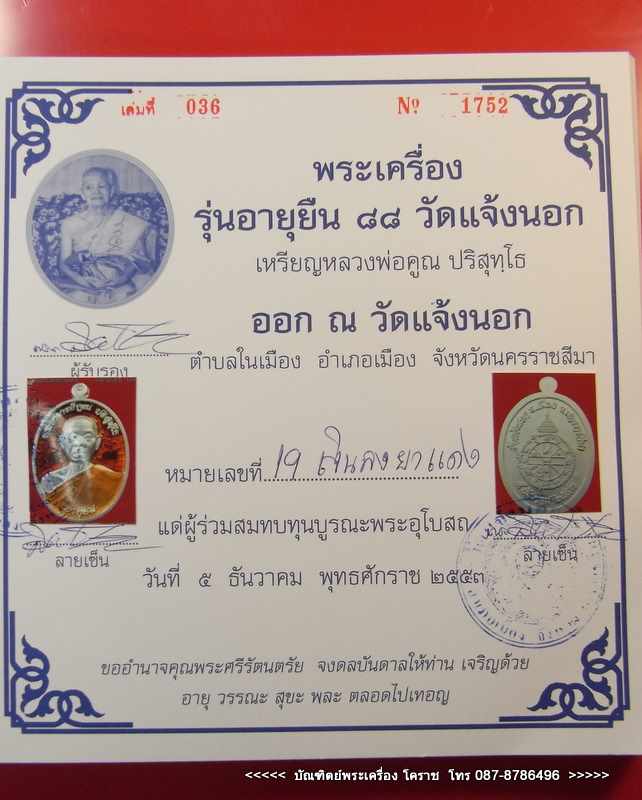 เล่มที่ 036 Nº 1752
พระเครื่อง
รุ่นอายุยืน ๘๘ วัดแจ้งนอก
เหรียญหลวงพ่อคูณ ปริสุทฺโธ
ออก ณ วัดแจ้งนอก
ตำบลในเมือง อำเภอเมือง จังหวัดนครราชสีมา
ผู้รับรอง
หมายเลขที่ 19 เงินลงยาแดง
แด่ผู้ร่วมสมทบทุนบูรณะพระอุโบสถ
ลายเซ็น ลายเซ็น
วันที่ ๕ ธันวาคม พุทธศักราช ๒๕๕๓
ขออำนาจคุณพระศรีรัตนตรัย จงดลบันดาลให้ท่าน เจริญด้วย
อายุ วรรณะ สุขะ พละ ตลอดไปเทอญ
<<<<< บัณฑิตย์พระเครื่อง โคราช โทร 087-8786496 >>>>>